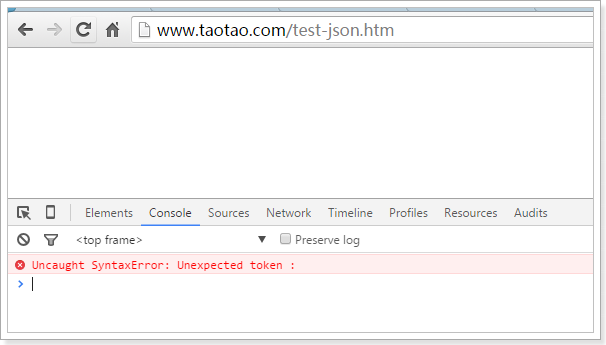 www.taotao.com/test-json.htm
Elements Console Sources Network Timeline Profiles Resources Audits
<top frame> ▼ Preserve log
Uncaught SyntaxError: Unexpected token :
>